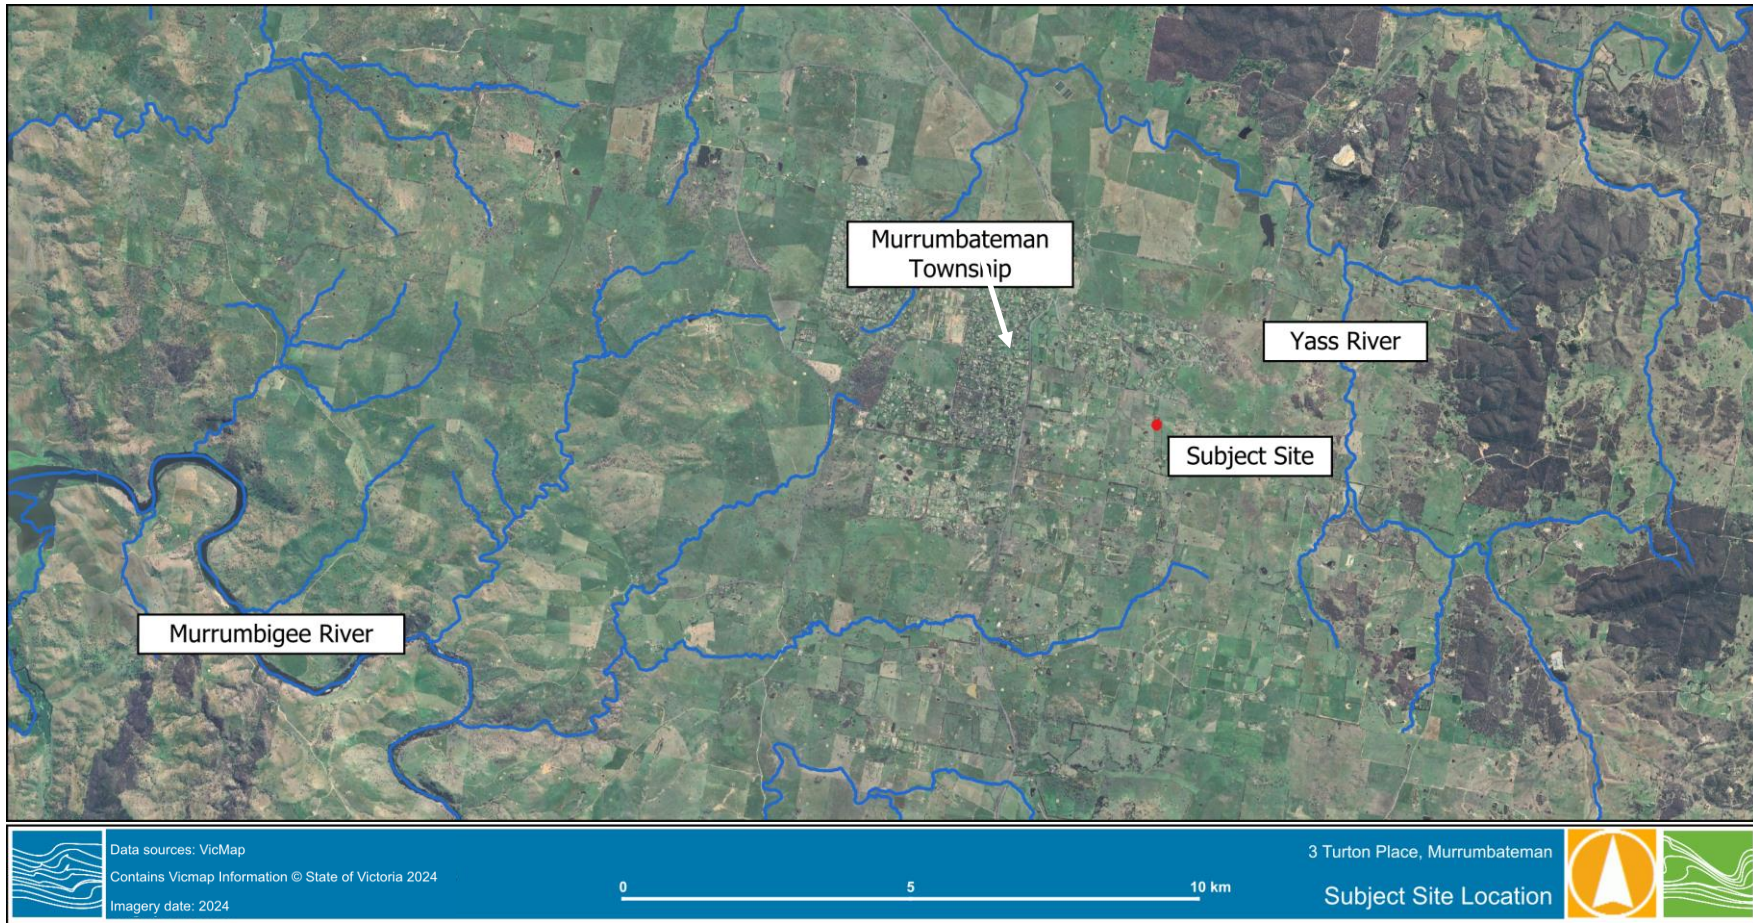 Murrumbateman
Township
Yass River
Subject Site
Murrumbigee River
Data sources: VicMap
Contains Vicmap Information © State of Victoria 2024
Imagery date: 2024
0 5 10 km
3 Turton Place, Murrumbateman
Subject Site Location